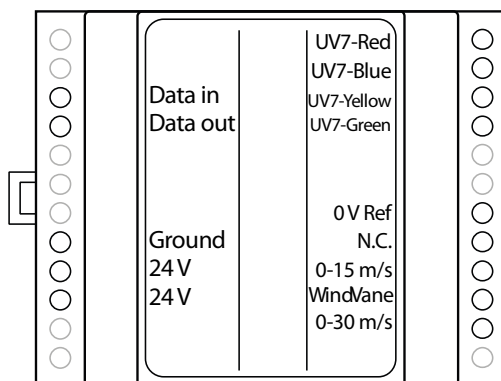 UV7-Red
UV7-Blue
Data in
UV7-Yellow
Data out
UV7-Green
0 V Ref
Ground
N.C.
24 V
0-15 m/s
24 V
WindVane
0-30 m/s